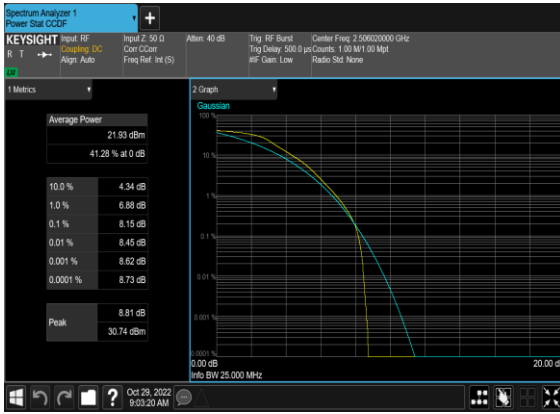 Spectrum Analyzer 1
Power Stat CCDF
KEYSIGHT
R T
Input: RF
Coupling: DC
Align: Auto
Input Z: 50 Ω
Corr CCorr
Freq Ref: Int (S)
Atten: 40 dB
Trig: RF Burst
Trig Delay: 500.0 µs
#IF Gain: Low
Center Freq: 2.506020000 GHz
Counts: 1.00 M/1.00 Mpt
Radio Std: None
1 Metrics
Average Power
21.93 dBm
41.28 % at 0 dB
10.0 % 4.34 dB
1.0 % 6.88 dB
0.1 % 8.15 dB
0.01 % 8.45 dB
0.001 % 8.62 dB
0.0001 % 8.73 dB
Peak
8.81 dB
30.74 dBm
2 Graph
Gaussian
100 %
10 %
1 %
0.1 %
0.01 %
0.001 %
0.0001 %
0.00 dB
20.00 dB
Info BW 25.000 MHz
?
Oct 29, 2022
9:03:20 AM